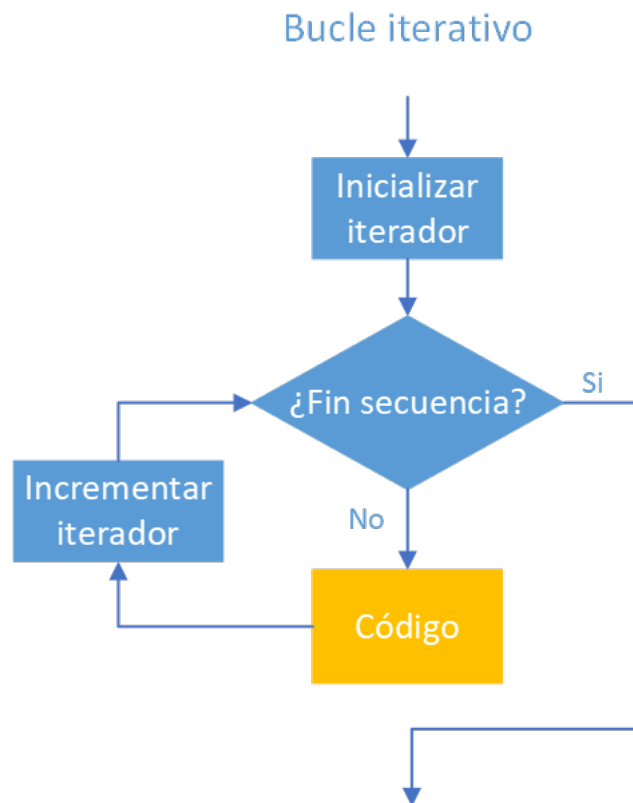 Bucle iterativo
Inicializar
iterador
¿Fin secuencia?
Si
Incrementar
iterador
No
Código